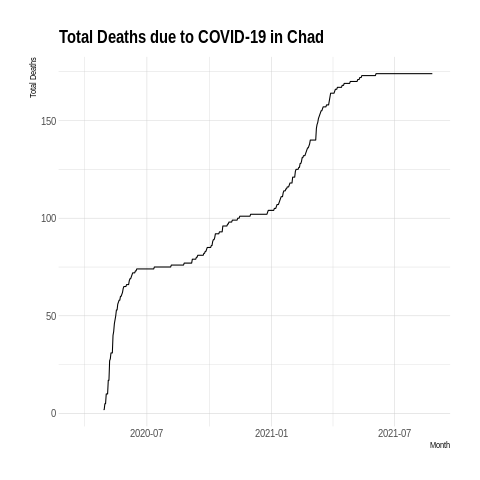 Total Deaths due to COVID-19 in Chad
Total Deaths
150
100
50
0
2020-07
2021-01
2021-07
Month